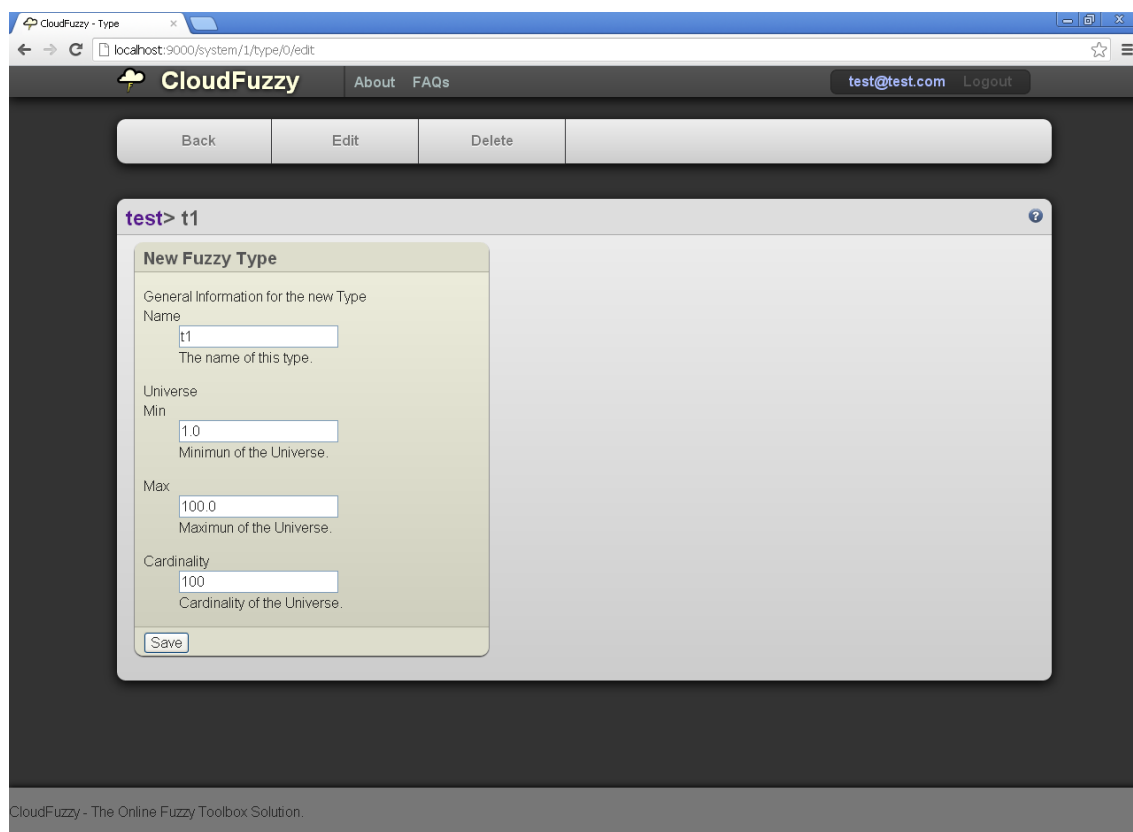 CloudFuzzy - Type
localhost:9000/system/1/type/0/edit
CloudFuzzy About FAQs test@test.com Logout
Back Edit Delete
test> t1
New Fuzzy Type
General Information for the new Type
Name
t1
The name of this type.
Universe
Min
1.0
Minimun of the Universe.
Max
100.0
Maximun of the Universe.
Cardinality
100
Cardinality of the Universe.
Save
CloudFuzzy - The Online Fuzzy Toolbox Solution.